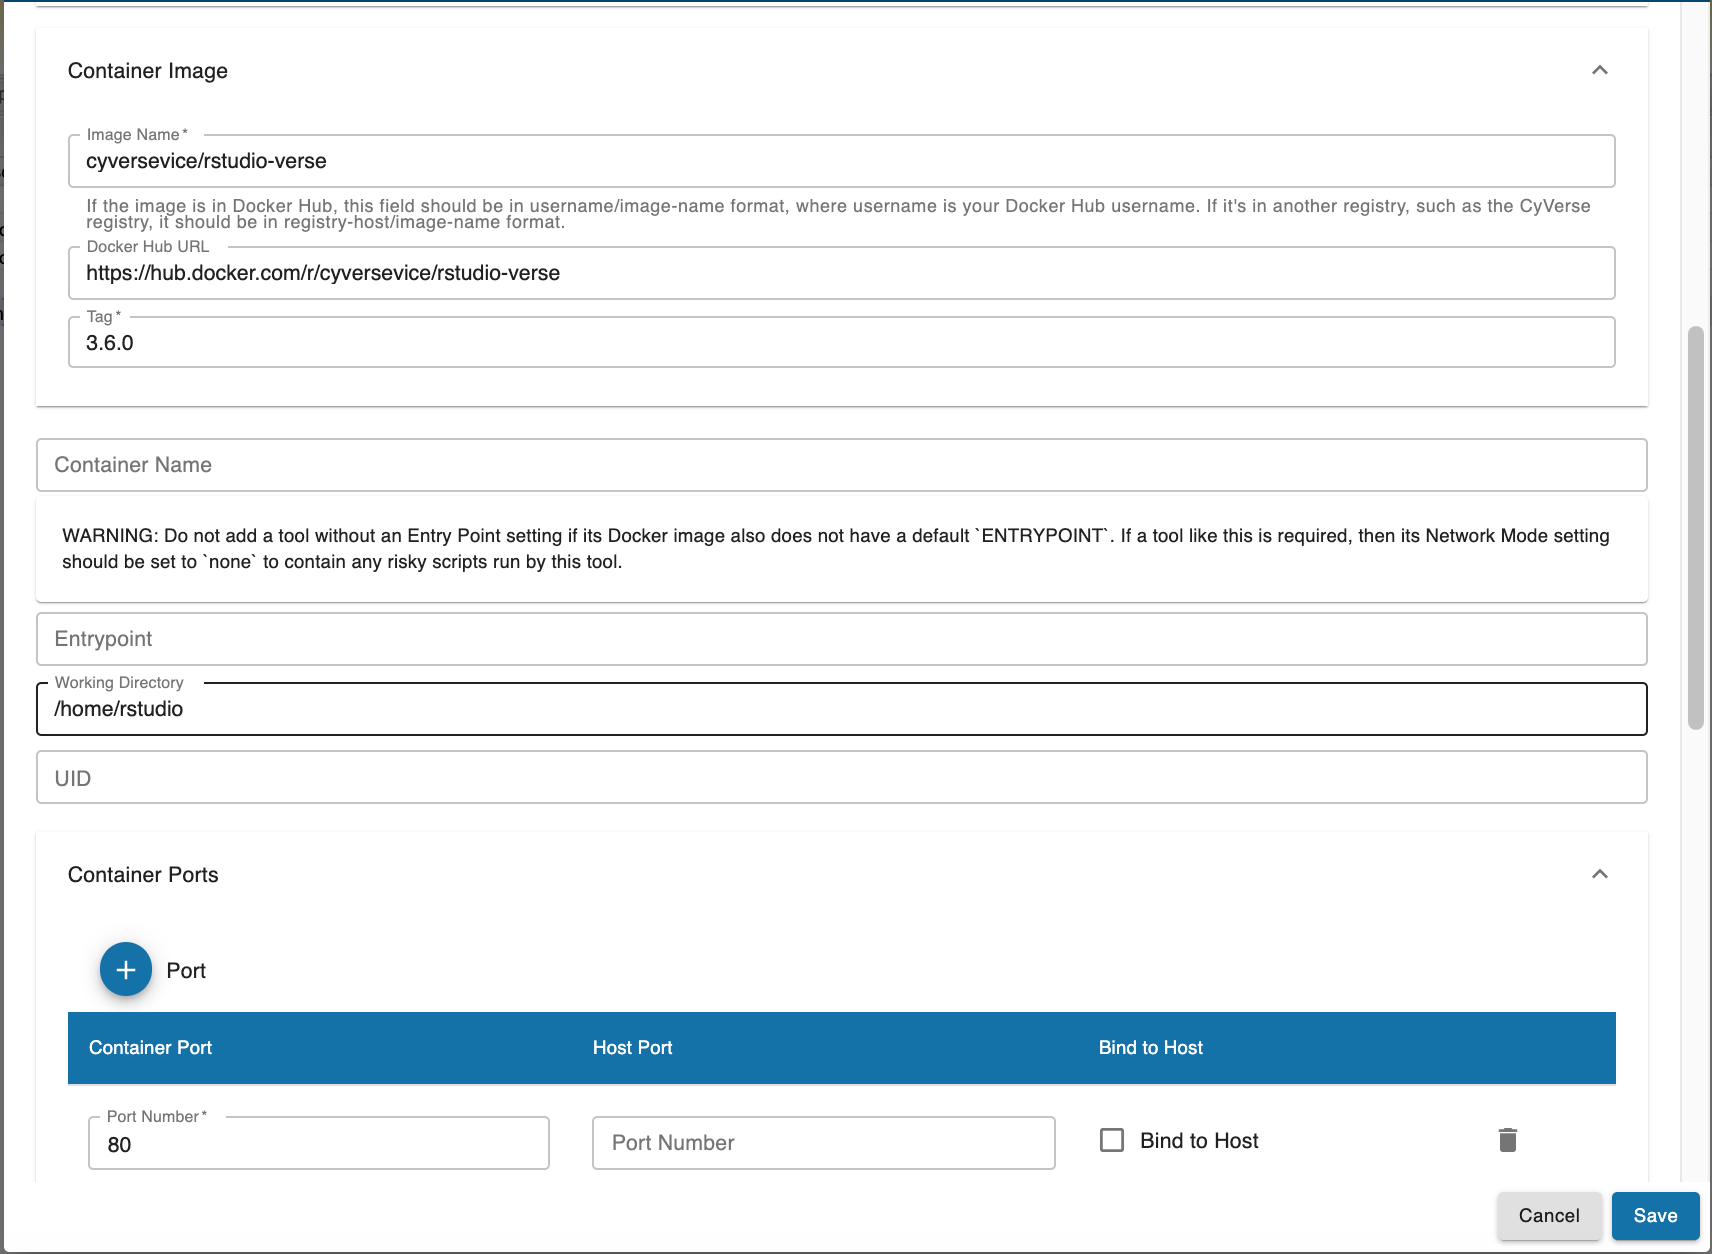 Container Image
Image Name *
cyversevice/rstudio-verse
If the image is in Docker Hub, this field should be in username/image-name format, where username is your Docker Hub username. If it's in another registry, such as the CyVerse
registry, it should be in registry-host/image-name format.
Docker Hub URL
https://hub.docker.com/r/cyversevice/rstudio-verse
Tag *
3.6.0
Container Name
WARNING: Do not add a tool without an Entry Point setting if its Docker image also does not have a default `ENTRYPOINT`. If a tool like this is required, then its Network Mode setting
should be set to `none` to contain any risky scripts run by this tool.
Entrypoint
Working Directory
/home/rstudio
UID
Container Ports
Port
Container Port Host Port Bind to Host
Port Number *
80
Port Number
Bind to Host
Cancel Save